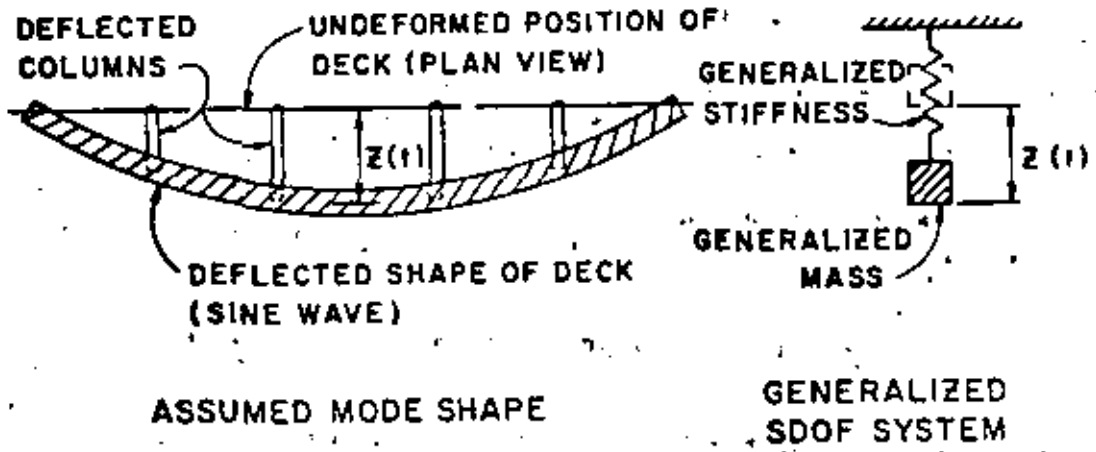 DEFLECTED
COLUMNS
UNDEFORMED POSITION OF
DECK (PLAN VIEW)
GENERALIZED
STIFFNESS
Z(t)
Z(t)
GENERALIZED
MASS
DEFLECTED SHAPE OF DECK
(SINE WAVE)
ASSUMED MODE SHAPE
GENERALIZED
SDOF SYSTEM